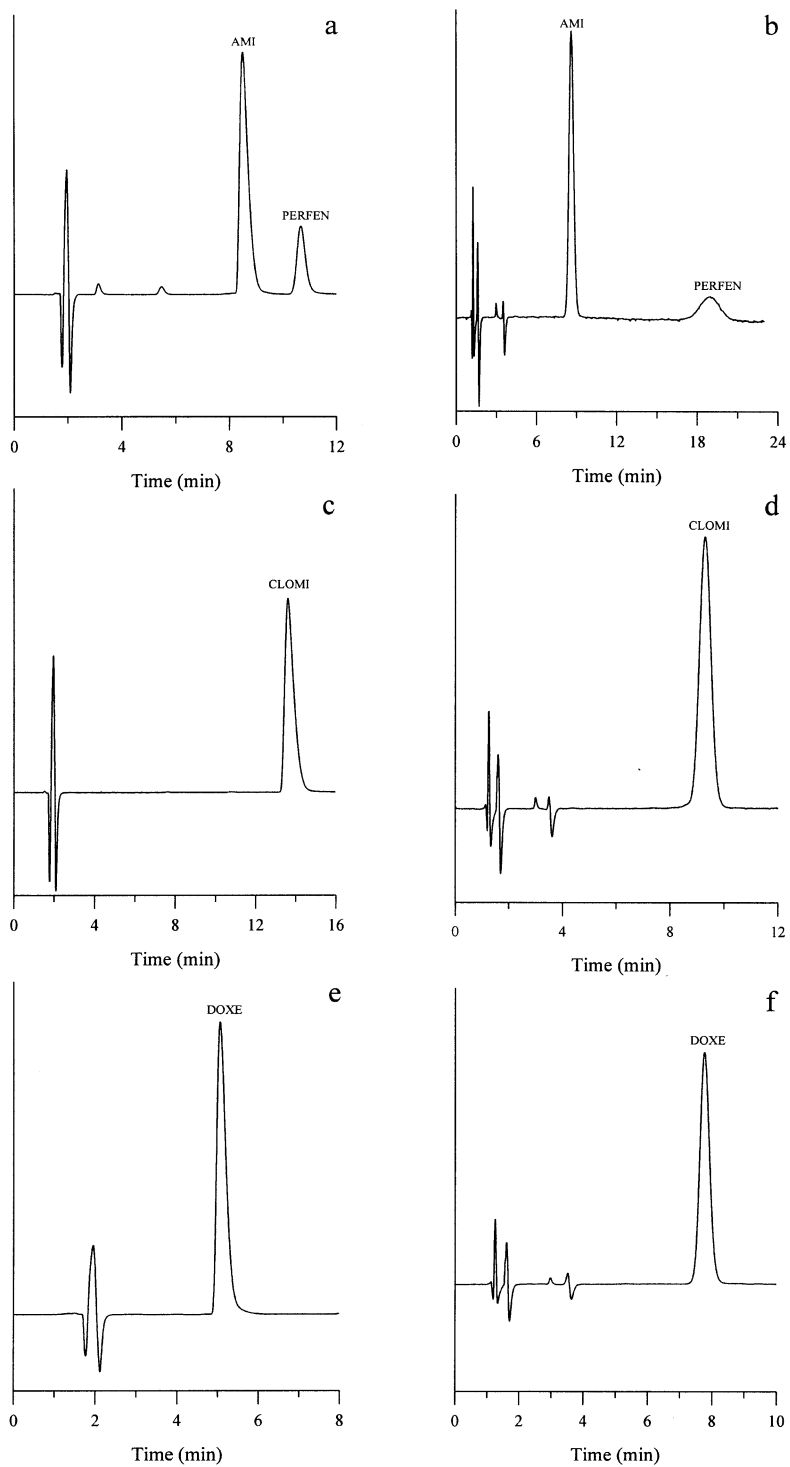 a
AMI
PERFEN
0 4 8 12
Time (min)
b
AMI
PERFEN
0 6 12 18 24
Time (min)
c
CLOMI
0 4 8 12 16
Time (min)
d
CLOMI
0 4 8 12
Time (min)
e
DOXE
0 2 4 6 8
Time (min)
f
DOXE
0 2 4 6 8 10
Time (min)